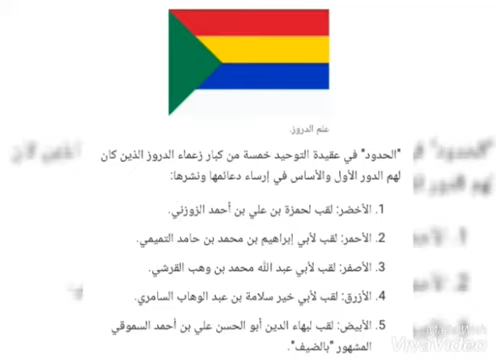 علم الدروز.
"الحدود" في عقيدة التوحيد خمسة من كبار زعماء الدروز الذين كان
لهم الدور الأول والأساس في إرساء دعائمها ونشرها:
1. الأخضر: لقب لحمزة بن علي بن أحمد الزوزني.
2. الأحمر: لقب لأبي إبراهيم بن محمد بن حامد التميمي.
3. الأصفر: لقب لأبي عبد الله محمد بن وهب القرشي.
4. الأزرق: لقب لأبي خير سلامة بن عبد الوهاب السامري.
5. الأبيض: لقب لبهاء الدين أبو الحسن علي بن أحمد السموقي
المشهور "بالضيف".
VivaVideo